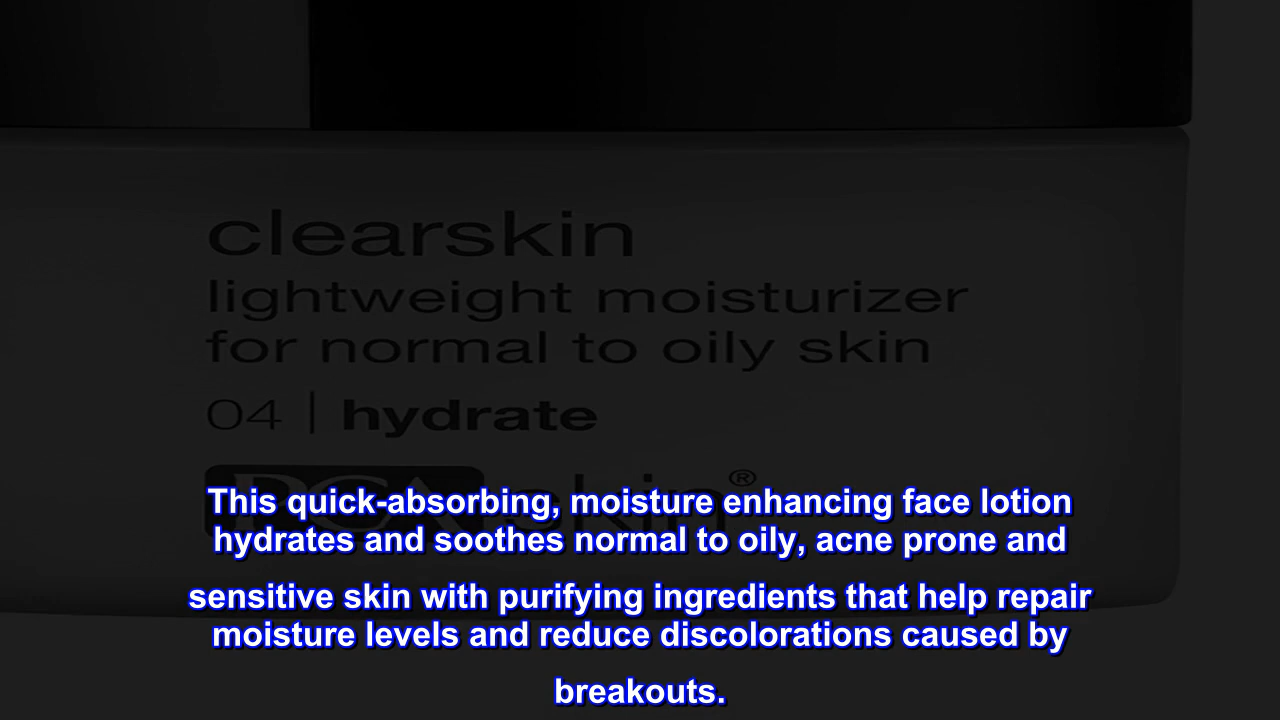 clearskin
lightweight moisturizer
for normal to oily skin
04 | hydrate
PCA skin®
This quick-absorbing, moisture enhancing face lotion
hydrates and soothes normal to oily, acne prone and
sensitive skin with purifying ingredients that help repair
moisture levels and reduce discolorations caused by
breakouts.